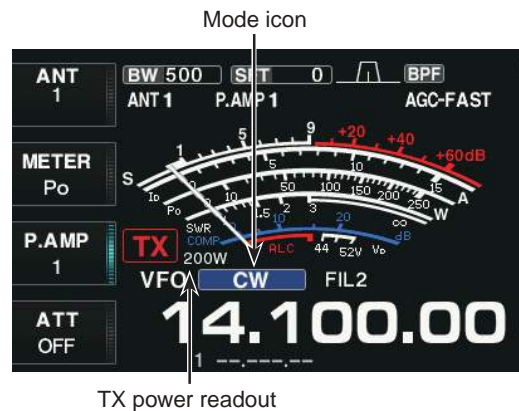 Mode icon
ANT
1
BW 500 SFT 0 BPF
ANT 1 P.AMP 1 AGC-FAST
METER
Po
S 1 5 9 +20 +40 +60dB
ID 5 10 15 A
Po 10 50 100 150 200 250 W
SWR 1.5 2 3 ∞
COMP 10 20 dB
ALC 44 52V VD
P.AMP
1
TX
200W
VFO CW FIL2
ATT
OFF
14.100.00
1 --.---.--
TX power readout